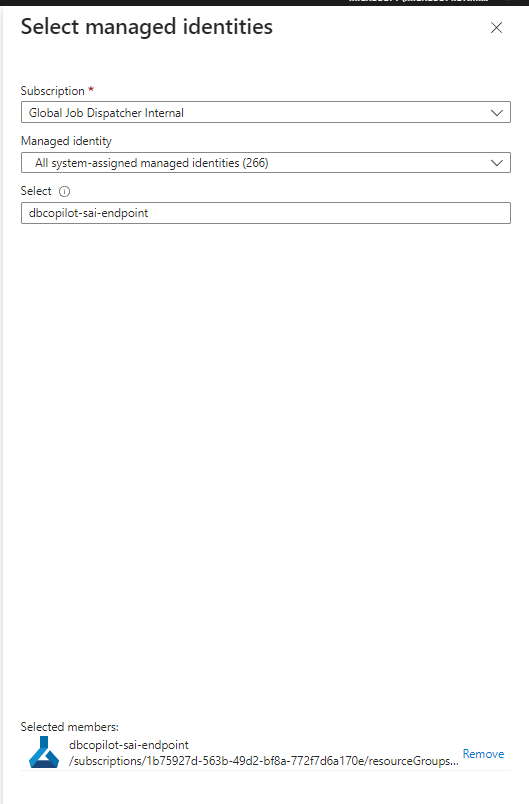 Select managed identities
Subscription *
Global Job Dispatcher Internal
Managed identity
All system-assigned managed identities (266)
Select
dbcopilot-sai-endpoint
Selected members:
dbcopilot-sai-endpoint
/subscriptions/1b75927d-563b-49d2-bf8a-772f7d6a170e/resourceGroups...
Remove